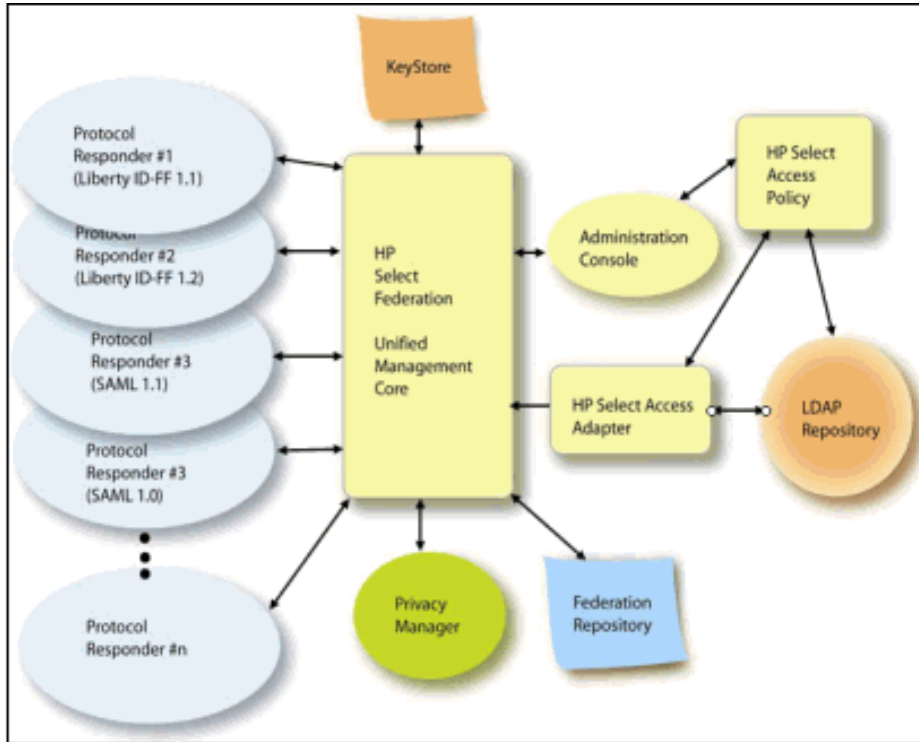 KeyStore
Protocol
Responder #1
(Liberty ID-FF 1.1)
Protocol
Responder #2
(Liberty ID-FF 1.2)
Protocol
Responder #3
(SAML 1.1)
Protocol
Responder #3
(SAML 1.0)
Protocol
Responder #n
HP
Select
Federation
Unified
Management
Core
Administration
Console
HP Select
Access
Policy
HP Select Access
Adapter
LDAP
Repository
Privacy
Manager
Federation
Repository